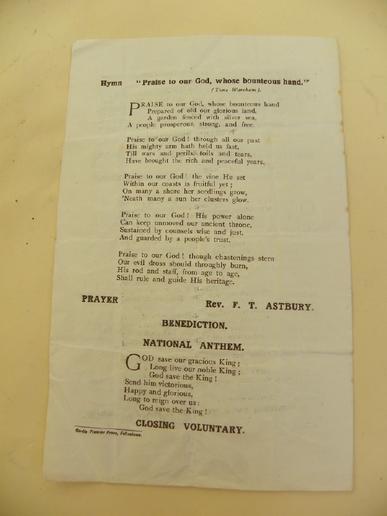 Hymn "Praise to our God, whose bounteous hand."
(Tune Wareham).
PRAISE to our God, whose bounteous hand
Prepared of old our glorious land,
A garden fenced with silver sea,
A people prosperous, strong, and free.
Praise to our God! through all our past
His mighty arm hath held us fast,
Till wars and perils, toils and tears,
Have brought the rich and peaceful years.
Praise to our God! the vine He set
Within our coasts is fruitful yet;
On many a shore her seedlings grow,
'Neath many a sun her clusters glow.
Praise to our God! His power alone
Can keep unmoved our ancient throne,
Sustained by counsels wise and just,
And guarded by a people's trust.
Praise to our God! though chastenings stern
Our evil dross should throughly burn,
His rod and staff, from age to age,
Shall rule and guide His heritage.
PRAYER Rev. F. T. ASTBURY.
BENEDICTION.
NATIONAL ANTHEM.
GOD save our gracious King;
Long live our noble King;
God save the King!
Send him victorious,
Happy and glorious,
Long to reign over us:
God save the King!
CLOSING VOLUNTARY.
Press, Felixstowe.